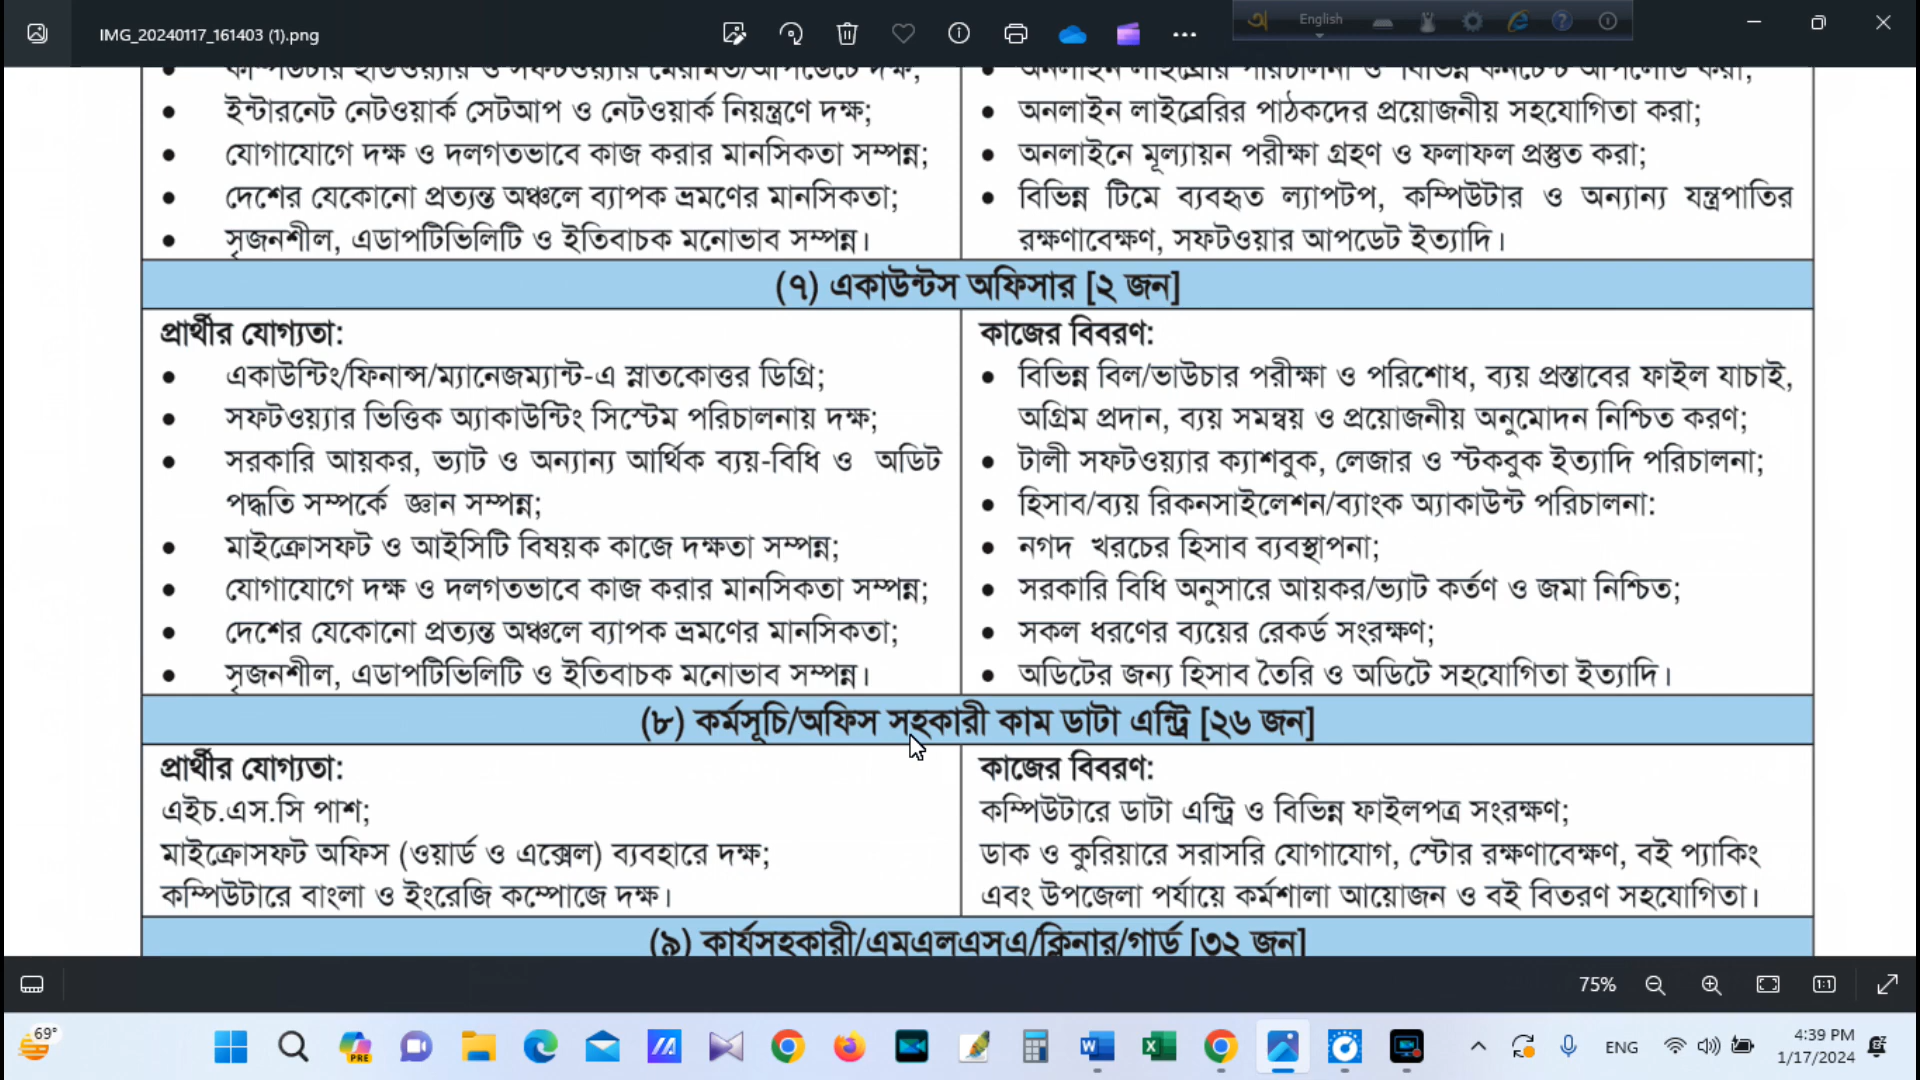 IMG_20240117_161403 (1).png
English
ইন্টারনেট নেটওয়ার্ক সেটআপ ও নেটওয়ার্ক নিয়ন্ত্রণে দক্ষ;
যোগাযোগে দক্ষ ও দলগতভাবে কাজ করার মানসিকতা সম্পন্ন;
দেশের যেকোনো প্রত্যন্ত অঞ্চলে ব্যাপক ভ্রমণের মানসিকতা;
সৃজনশীল, এডাপটিভিলিটি ও ইতিবাচক মনোভাব সম্পন্ন।
অনলাইন লাইব্রেরির পাঠকদের প্রয়োজনীয় সহযোগিতা করা;
অনলাইনে মূল্যায়ন পরীক্ষা গ্রহণ ও ফলাফল প্রস্তুত করা;
বিভিন্ন টিমে ব্যবহৃত ল্যাপটপ, কম্পিউটার ও অন্যান্য যন্ত্রপাতির
রক্ষণাবেক্ষণ, সফটওয়ার আপডেট ইত্যাদি।
(৭) একাউন্টস অফিসার [২ জন]
প্রার্থীর যোগ্যতা:
একাউন্টিং/ফিনান্স/ম্যানেজম্যান্ট-এ স্নাতকোত্তর ডিগ্রি;
সফটওয়্যার ভিত্তিক অ্যাকাউন্টিং সিস্টেম পরিচালনায় দক্ষ;
সরকারি আয়কর, ভ্যাট ও অন্যান্য আর্থিক ব্যয়-বিধি ও অডিট
পদ্ধতি সম্পর্কে জ্ঞান সম্পন্ন;
মাইক্রোসফট ও আইসিটি বিষয়ক কাজে দক্ষতা সম্পন্ন;
যোগাযোগে দক্ষ ও দলগতভাবে কাজ করার মানসিকতা সম্পন্ন;
দেশের যেকোনো প্রত্যন্ত অঞ্চলে ব্যাপক ভ্রমণের মানসিকতা;
সৃজনশীল, এডাপটিভিলিটি ও ইতিবাচক মনোভাব সম্পন্ন।
কাজের বিবরণ:
বিভিন্ন বিল/ভাউচার পরীক্ষা ও পরিশোধ, ব্যয় প্রস্তাবের ফাইল যাচাই,
অগ্রিম প্রদান, ব্যয় সমন্বয় ও প্রয়োজনীয় অনুমোদন নিশ্চিত করণ;
টালী সফটওয়্যার ক্যাশবুক, লেজার ও স্টকবুক ইত্যাদি পরিচালনা;
হিসাব/ব্যয় রিকনসাইলেশন/ব্যাংক অ্যাকাউন্ট পরিচালনা:
নগদ খরচের হিসাব ব্যবস্থাপনা;
সরকারি বিধি অনুসারে আয়কর/ভ্যাট কর্তণ ও জমা নিশ্চিত;
সকল ধরণের ব্যয়ের রেকর্ড সংরক্ষণ;
অডিটের জন্য হিসাব তৈরি ও অডিটে সহযোগিতা ইত্যাদি।
(৮) কর্মসূচি/অফিস সহকারী কাম ডাটা এন্ট্রি [২৬ জন]
প্রার্থীর যোগ্যতা:
এইচ.এস.সি পাশ;
মাইক্রোসফট অফিস (ওয়ার্ড ও এক্সেল) ব্যবহারে দক্ষ;
কম্পিউটারে বাংলা ও ইংরেজি কম্পোজে দক্ষ।
কাজের বিবরণ:
কম্পিউটারে ডাটা এন্ট্রি ও বিভিন্ন ফাইলপত্র সংরক্ষণ;
ডাক ও কুরিয়ারে সরাসরি যোগাযোগ, স্টোর রক্ষণাবেক্ষণ, বই প্যাকিং
এবং উপজেলা পর্যায়ে কর্মশালা আয়োজন ও বই বিতরণ সহযোগিতা।
(৯) কার্যসহকারী/এমএলএসএ/ক্লিনার/গার্ড [৩২ জন]
75%
1:1
69°
PRE
ENG
4:39 PM
1/17/2024